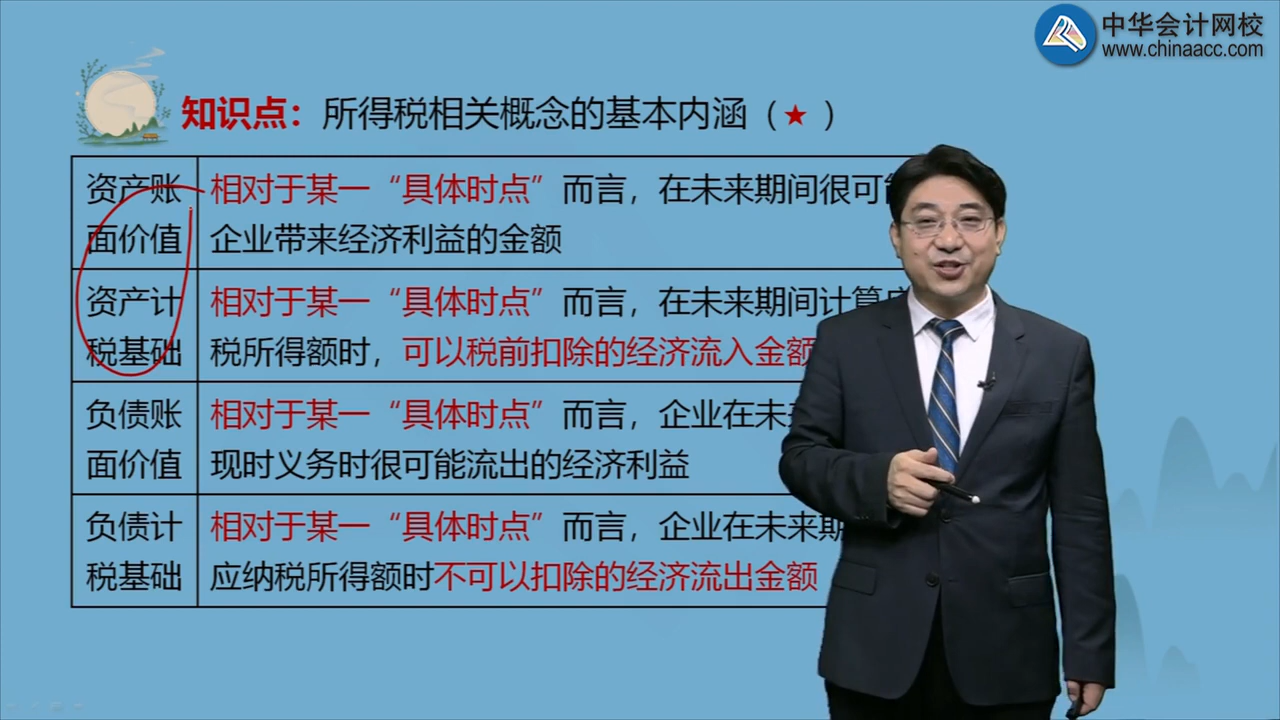 中华会计网校
www.chinaacc.com
知识点：所得税相关概念的基本内涵（★ ）
资产账
面价值
相对于某一“具体时点”而言，在未来期间很可
企业带来经济利益的金额
资产计
税基础
相对于某一“具体时点”而言，在未来期间计算
税所得额时，可以税前扣除的经济流入金额
负债账
面价值
相对于某一“具体时点”而言，企业在未
现时义务时很可能流出的经济利益
负债计
税基础
相对于某一“具体时点”而言，企业在未来期
应纳税所得额时不可以扣除的经济流出金额